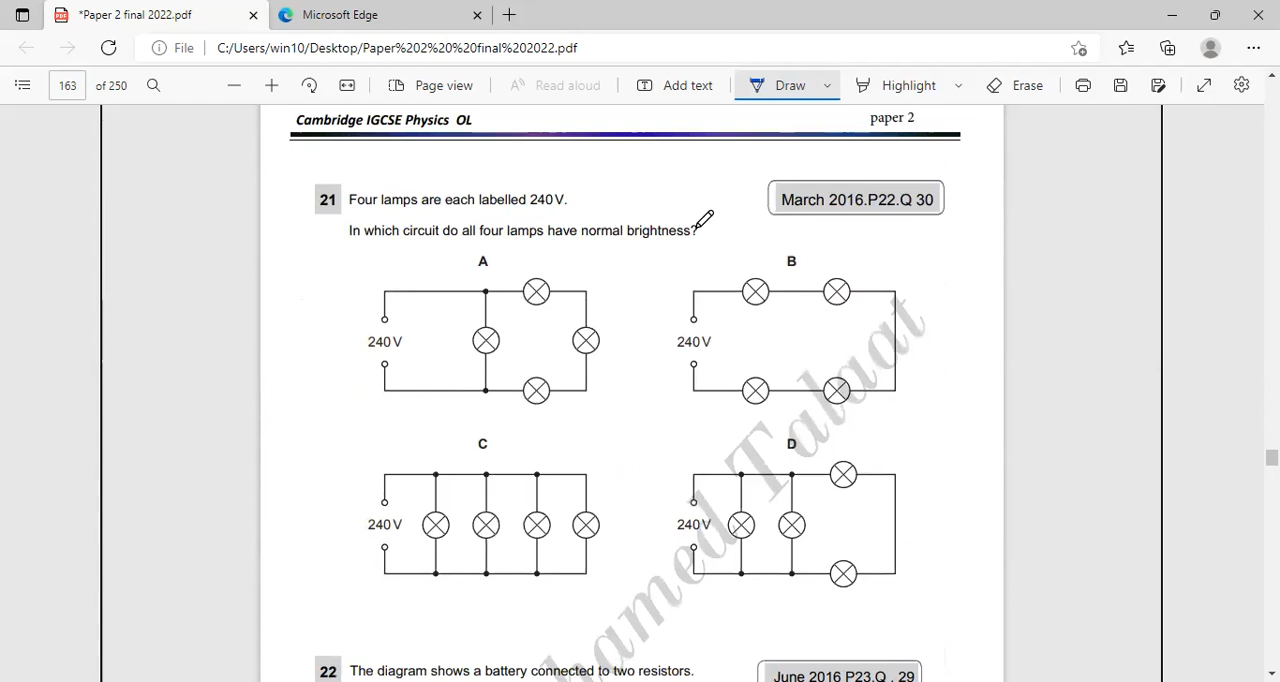 *Paper 2 final 2022.pdf
Microsoft Edge
File
C:/Users/win10/Desktop/Paper%202%20%20final%202022.pdf
163 of 250
Page view
Read aloud
Add text
Draw
Highlight
Erase
Cambridge IGCSE Physics OL
paper 2
21 Four lamps are each labelled 240 V.
March 2016.P22.Q 30
In which circuit do all four lamps have normal brightness?
A
B
240 V
240 V
C
D
240 V
240 V
hamed Talaat
22 The diagram shows a battery connected to two resistors.
June 2016 P23.Q . 29